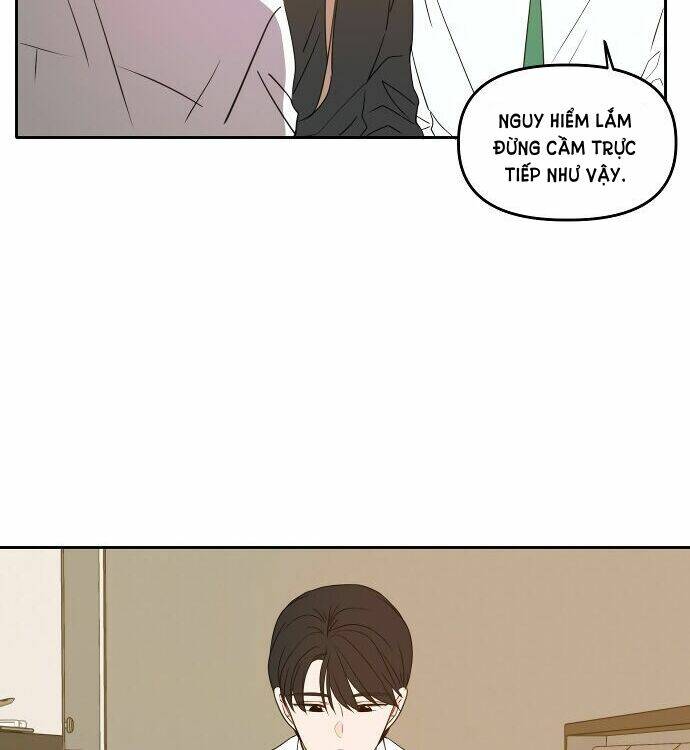 NGUY HIỂM LẮM
ĐỪNG CẦM TRỰC
TIẾP NHƯ VẬY.